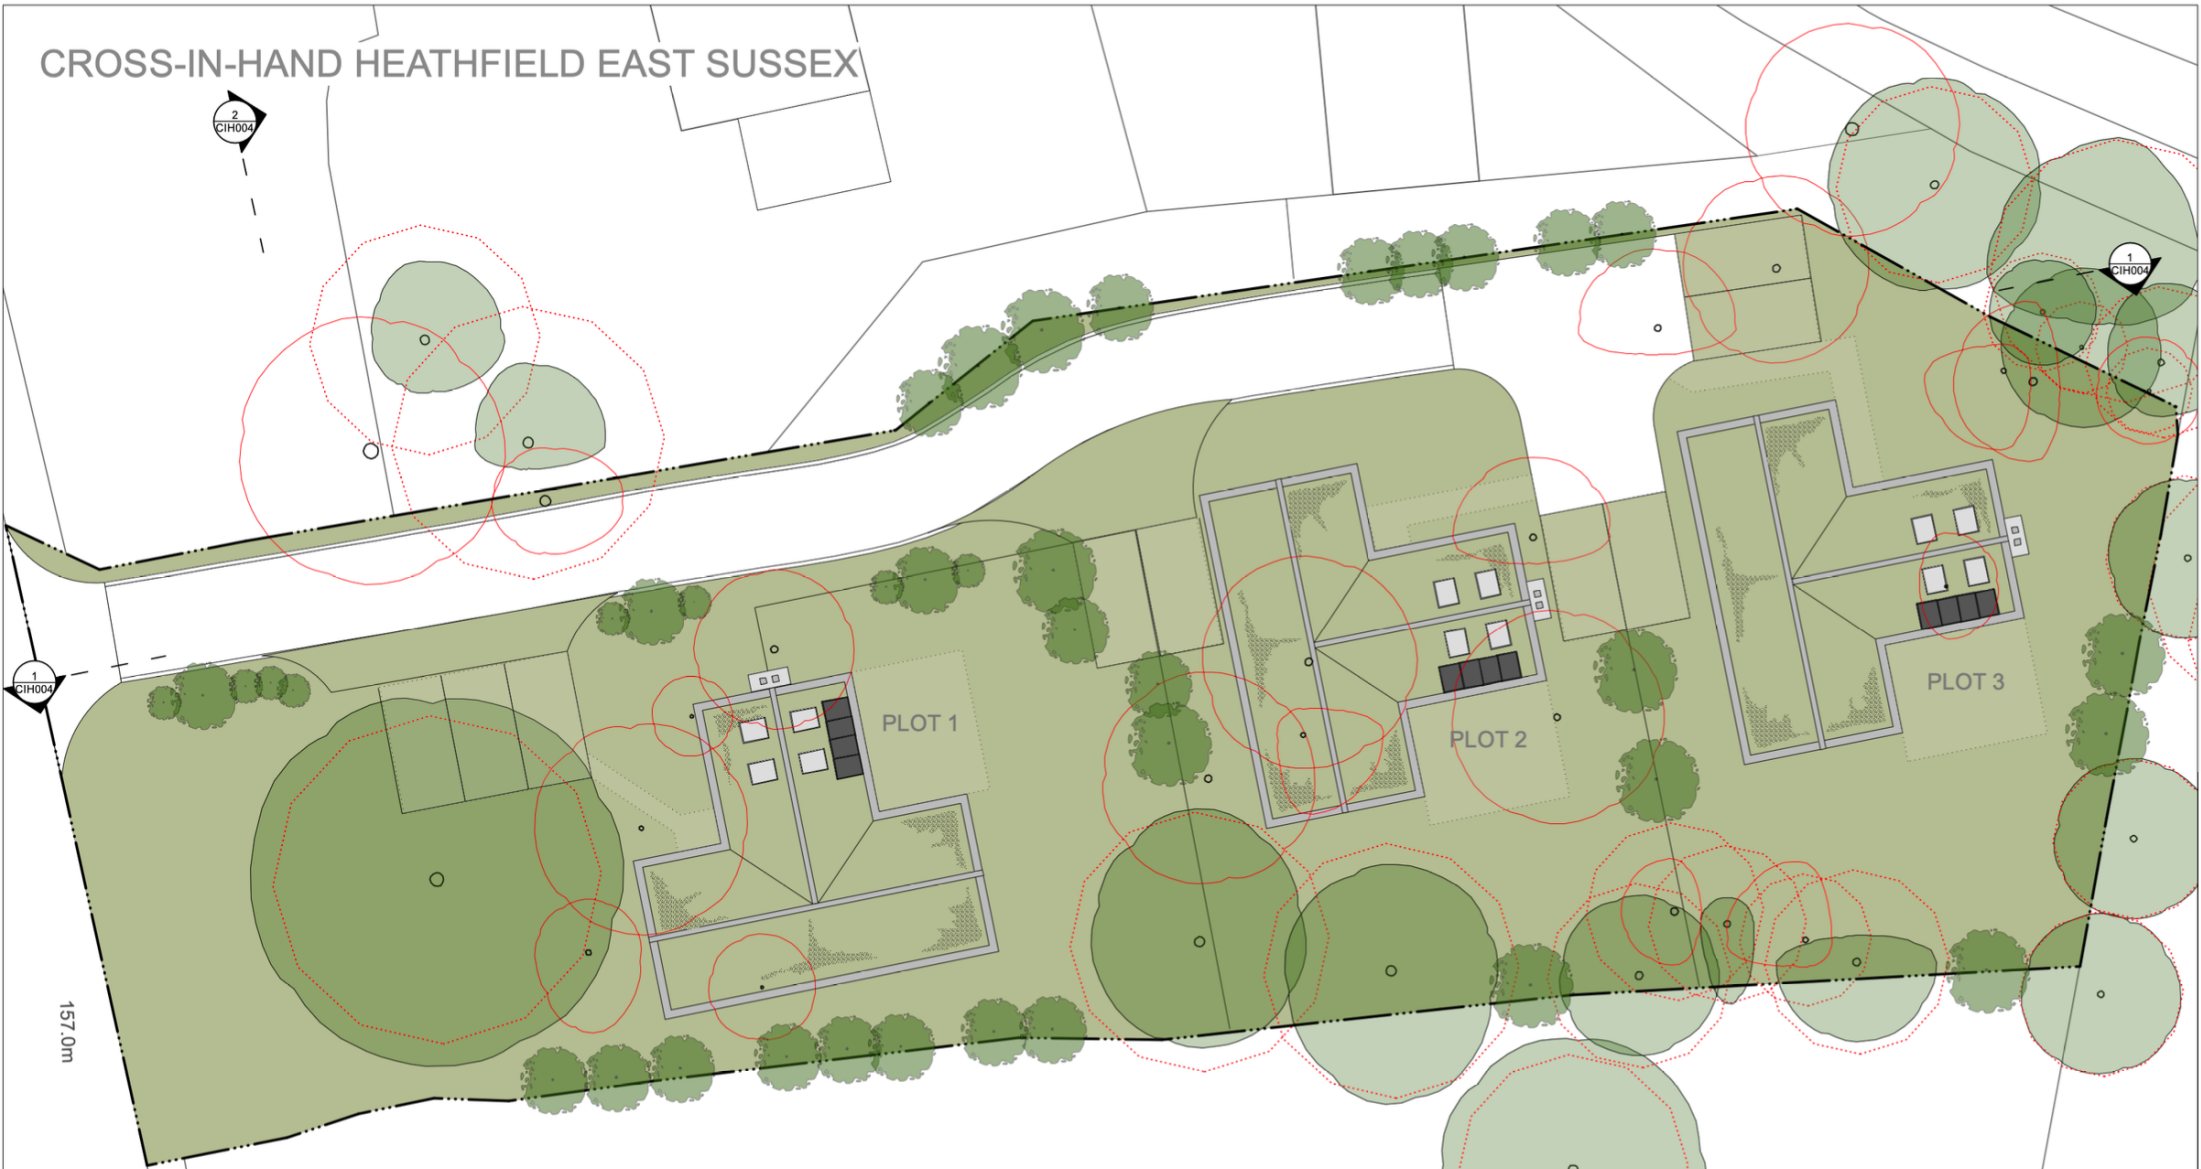 CROSS-IN-HAND HEATHFIELD EAST SUSSEX
2
CIH004
1
CIH004
1
CIH004
PLOT 1
PLOT 2
PLOT 3
157.0m